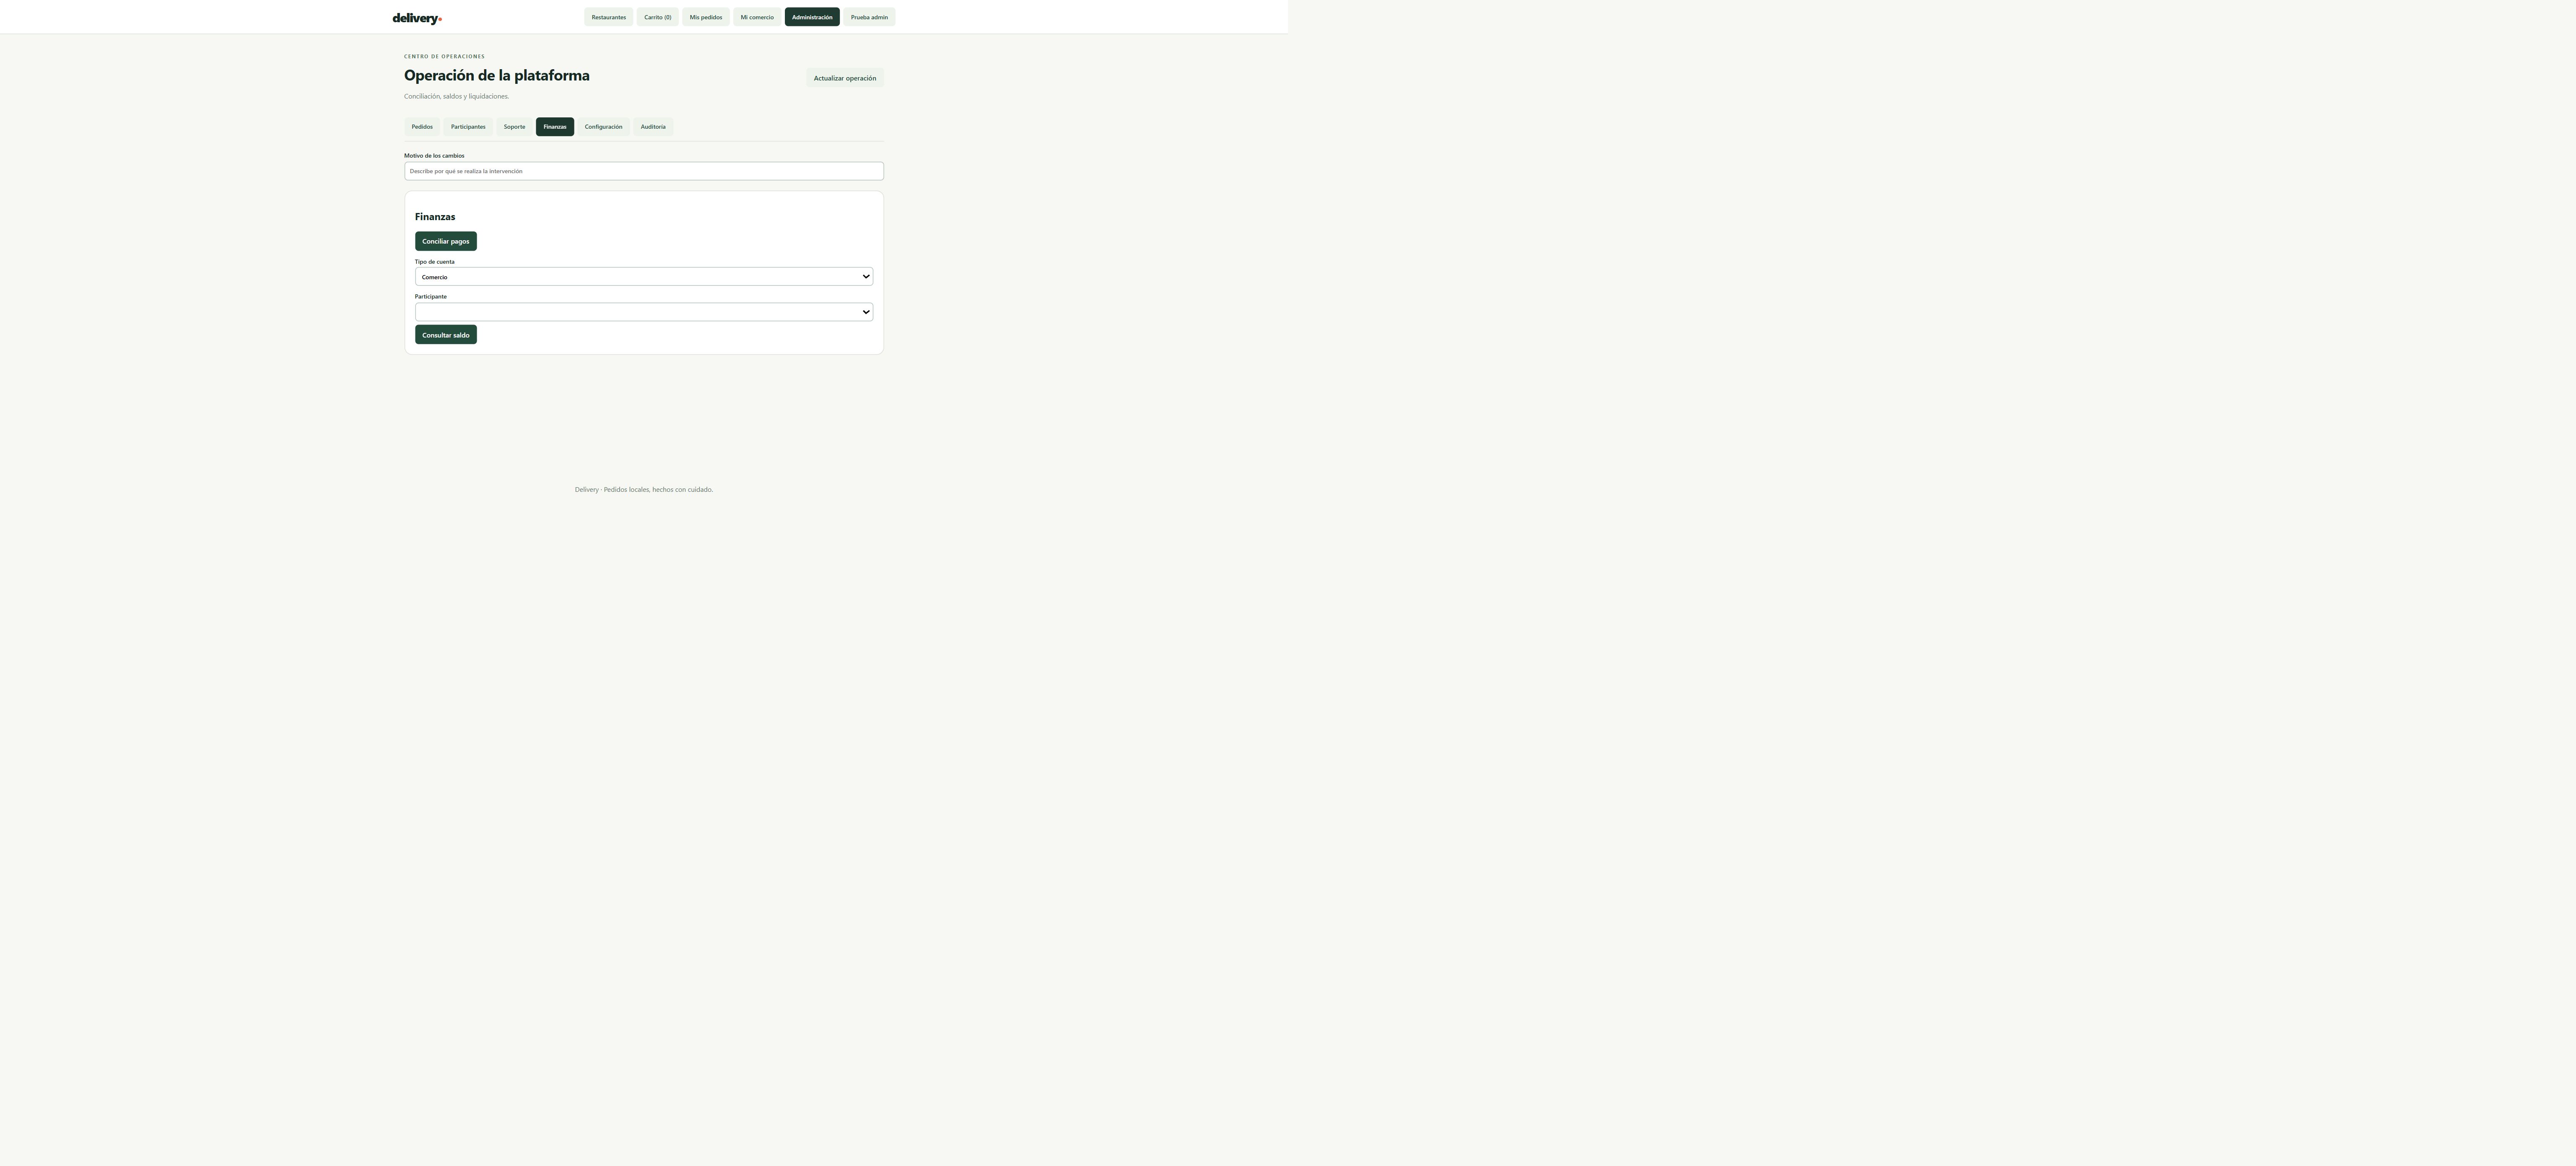 delivery•
Restaurantes Carrito (0) Mis pedidos Mi comercio Administración Prueba admin
CENTRO DE OPERACIONES
Operación de la plataforma
Actualizar operación
Conciliación, saldos y liquidaciones.
Pedidos Participantes Soporte Finanzas Configuración Auditoría
Motivo de los cambios
Describe por qué se realiza la intervención
Finanzas
Conciliar pagos
Tipo de cuenta
Comercio
Participante
Consultar saldo
Delivery · Pedidos locales, hechos con cuidado.